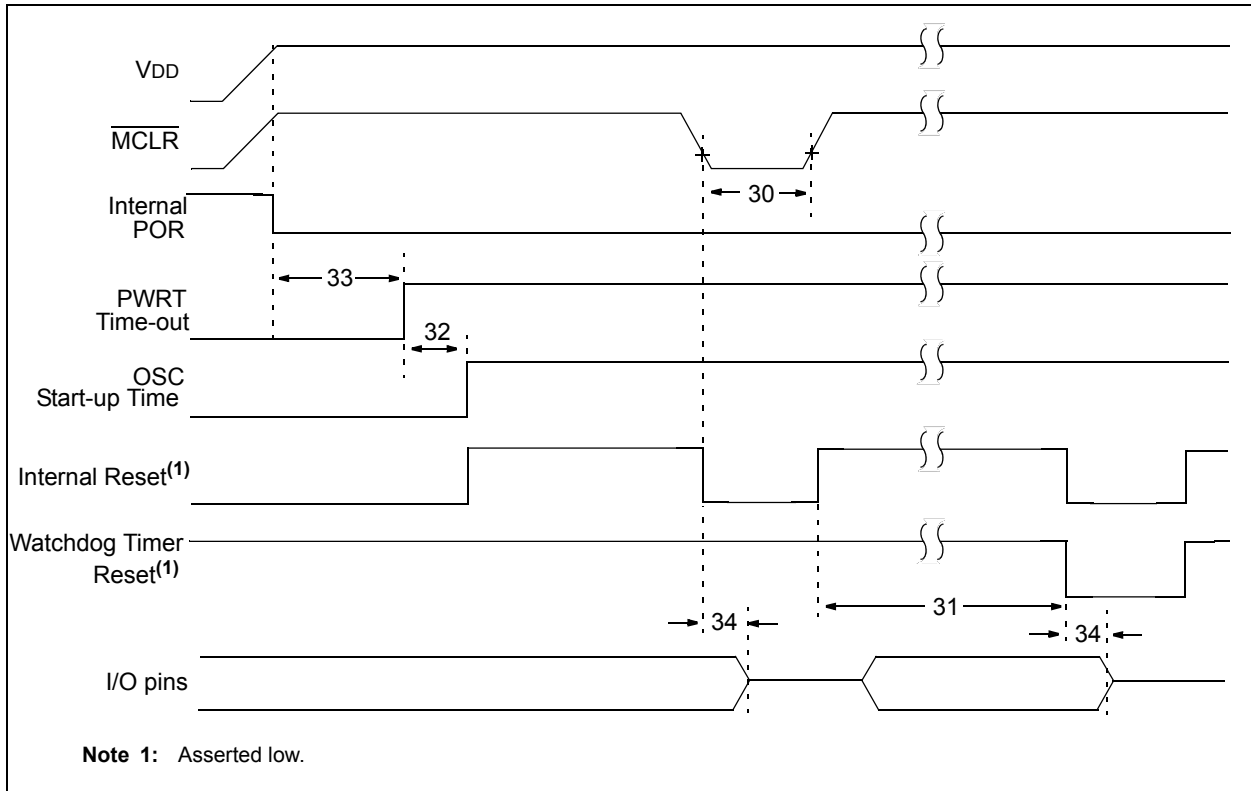 VDD
MCLR
30
Internal
POR
33
PWRT
Time-out
32
OSC
Start-up Time
Internal Reset(1)
Watchdog Timer
Reset(1)
31
34
34
I/O pins
Note 1: Asserted low.